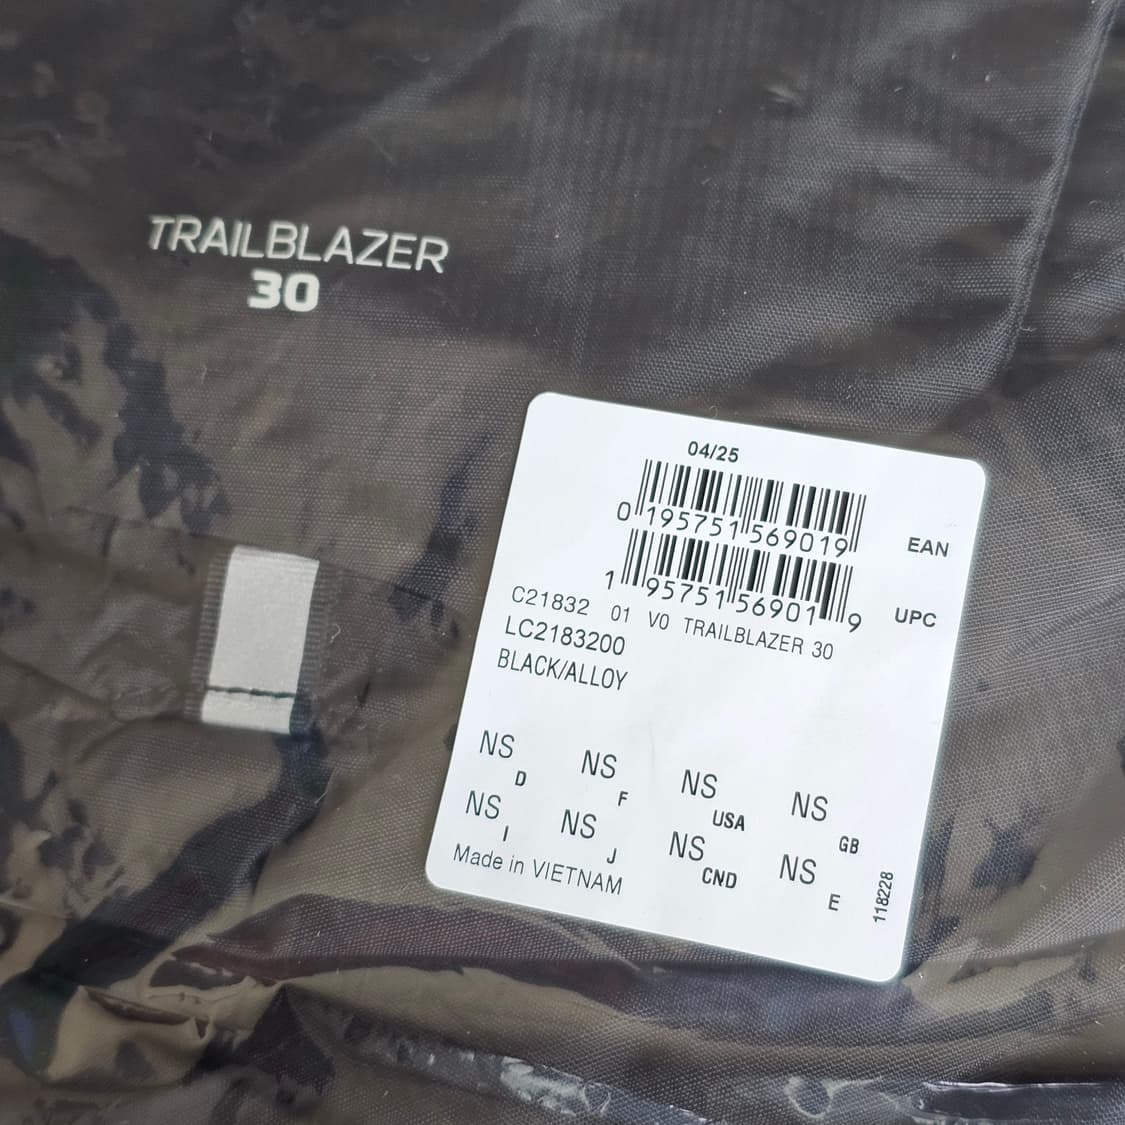 TRAILBLAZER
30
04/25
0 195751 569019
EAN
1 95751 56901 9
UPC
C21832 01 V0 TRAILBLAZER 30
LC2183200
BLACK/ALLOY
NS D NS F NS USA NS GB
NS I NS J NS CND NS E
Made in VIETNAM
118228